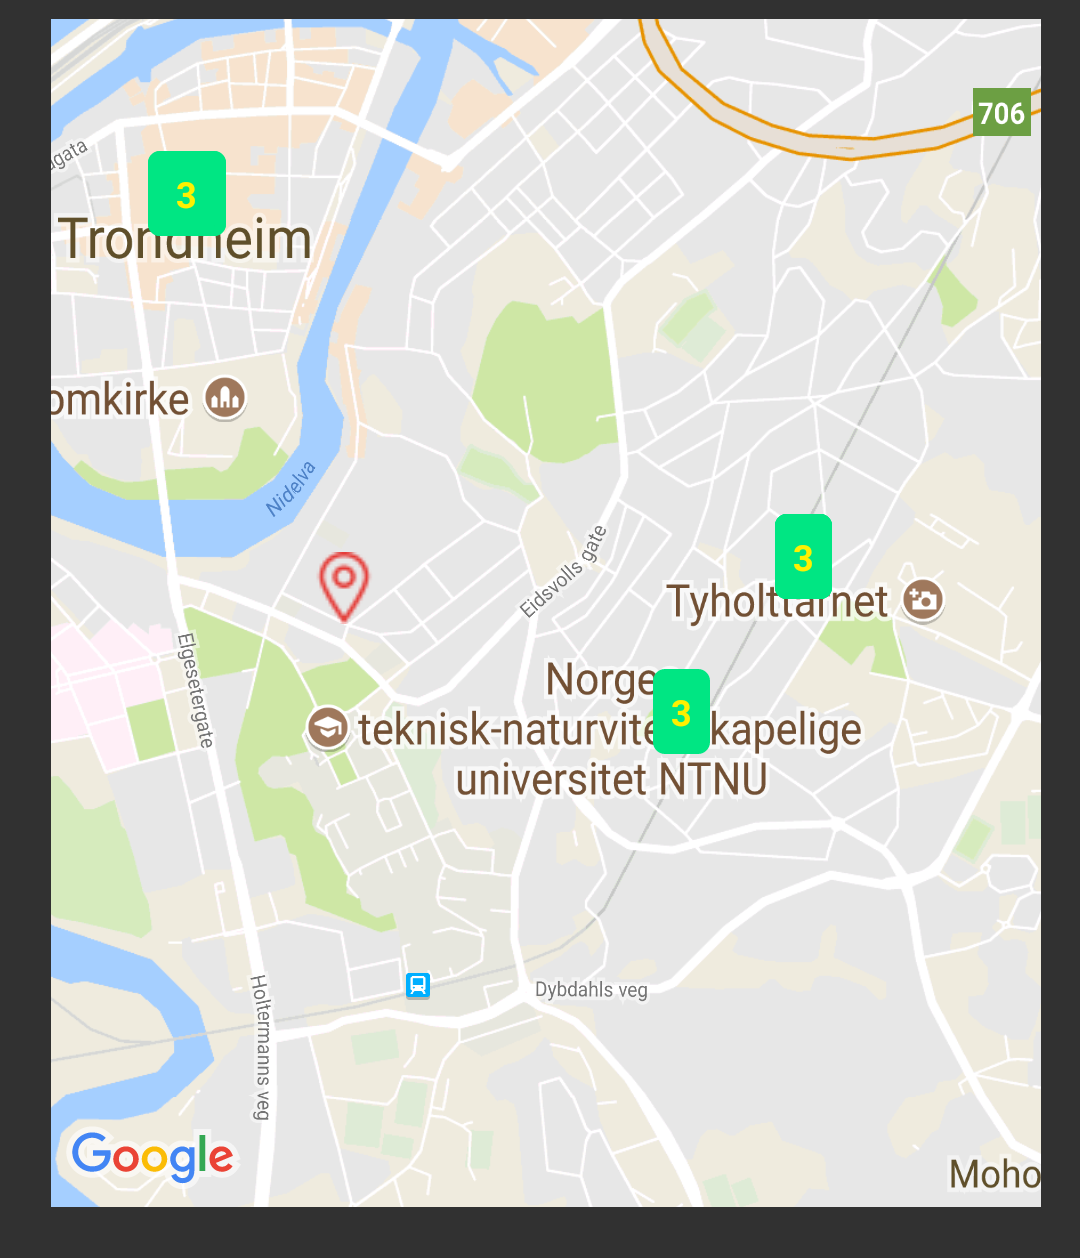 706
agata
3
Trondheim
omkirke
Nidelva
Eidsvolls gate
3
Tyholttårnet
Elgesetergate
Norge
3
teknisk-naturvite kapelige
universitet NTNU
Holtermanns veg
Dybdahls veg
Google
Moho